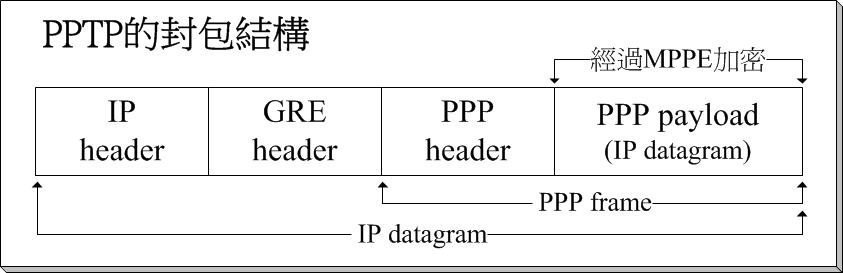 PPTP的封包結構
經過MPPE加密
IP header
GRE header
PPP header
PPP payload
(IP datagram)
PPP frame
IP datagram